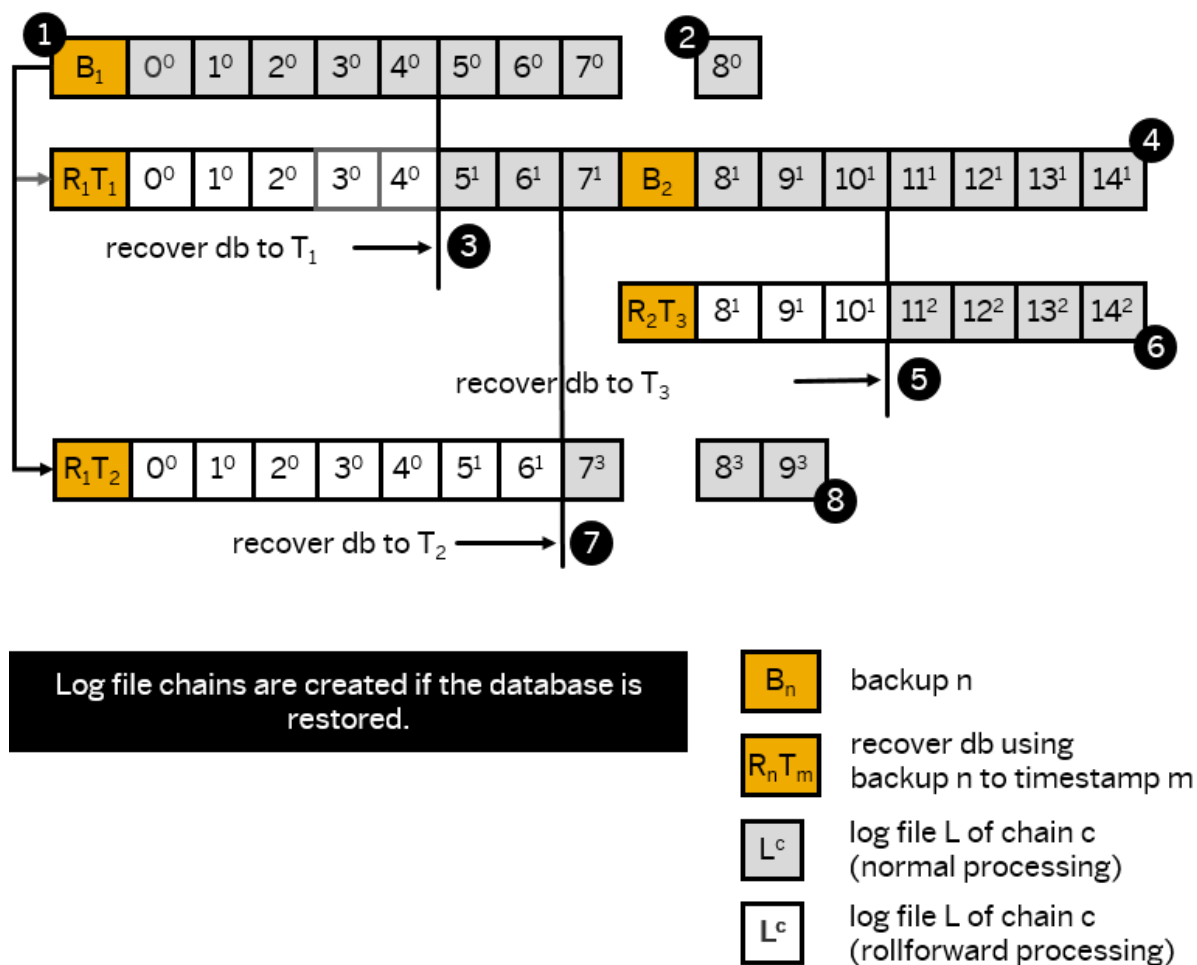 1 2
B₁ 0⁰ 1⁰ 2⁰ 3⁰ 4⁰ 5⁰ 6⁰ 7⁰ 8⁰
4
R₁T₁ 0⁰ 1⁰ 2⁰ 3⁰ 4⁰ 5¹ 6¹ 7¹ B₂ 8¹ 9¹ 10¹ 11¹ 12¹ 13¹ 14¹
recover db to T₁ 3
R₂T₃ 8¹ 9¹ 10¹ 11² 12² 13² 14²
6
recover db to T₃ 5
R₁T₂ 0⁰ 1⁰ 2⁰ 3⁰ 4⁰ 5¹ 6¹ 7³ 8³ 9³
8
recover db to T₂ 7
Log file chains are created if the database is
restored.
Bₙ backup n
RₙTₘ recover db using
backup n to timestamp m
Lᶜ log file L of chain c
(normal processing)
Lᶜ log file L of chain c
(rollforward processing)